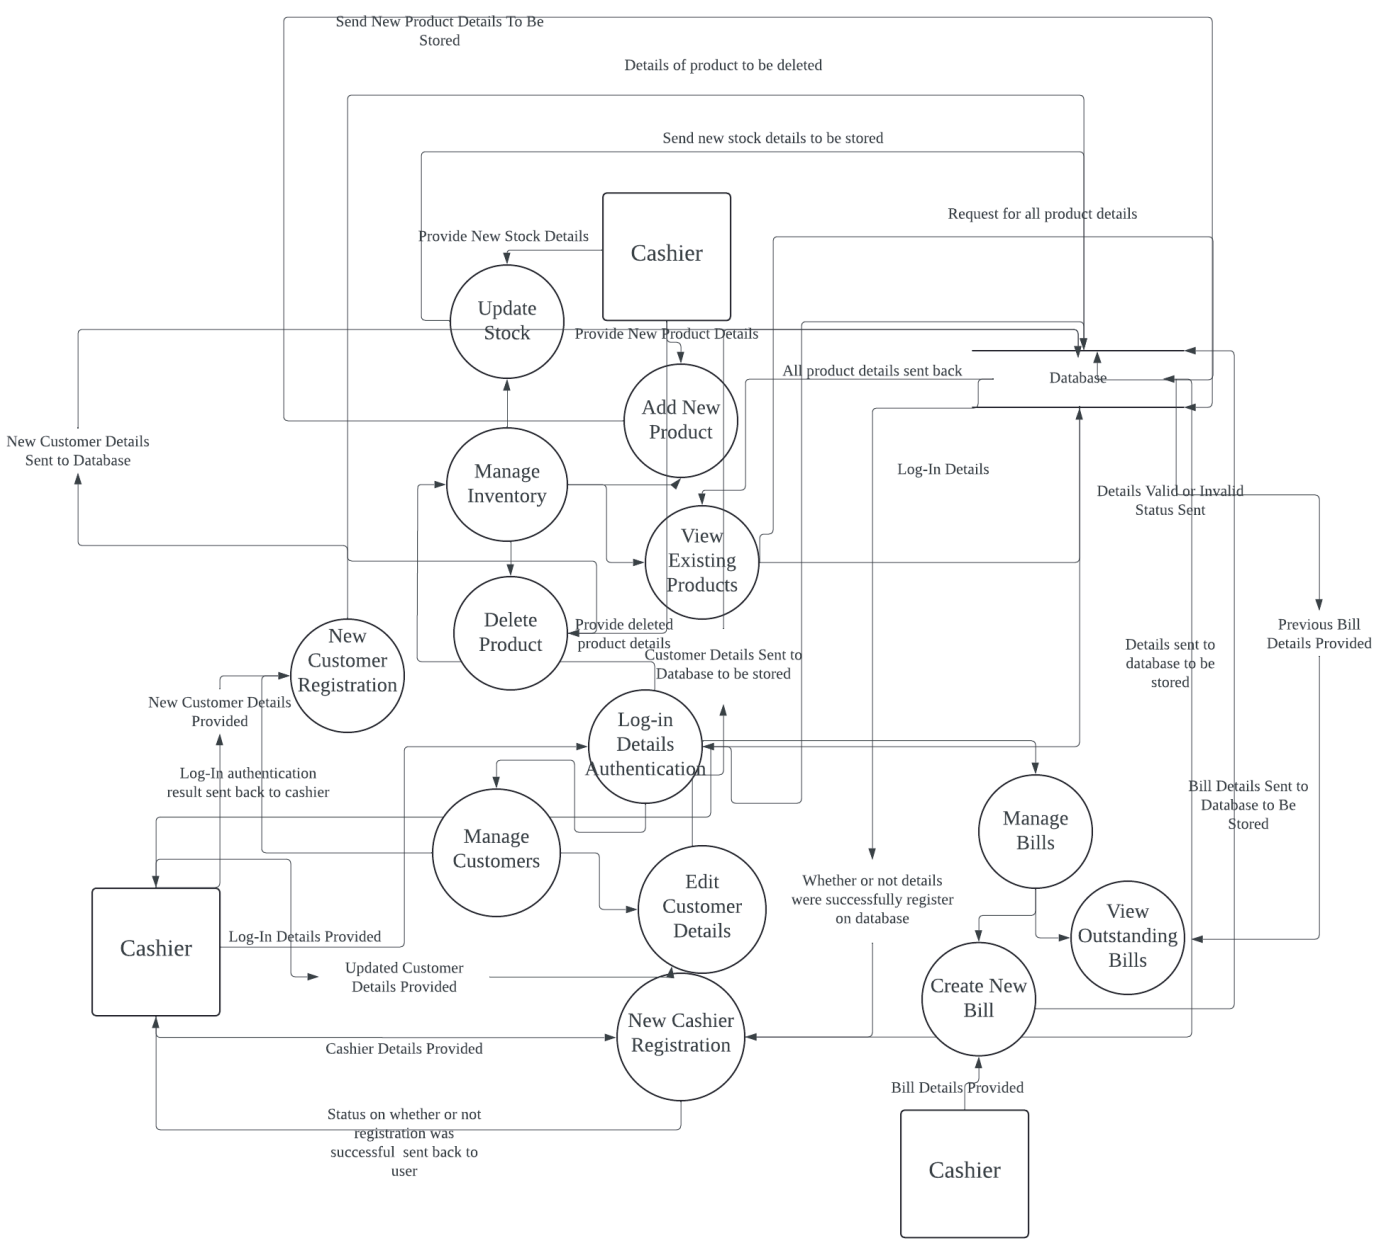 Send New Product Details To Be
Stored
Details of product to be deleted
Send new stock details to be stored
Request for all product details
Provide New Stock Details
Cashier
Update
Stock
Provide New Product Details
All product details sent back
Database
Add New
Product
New Customer Details
Sent to Database
Manage
Inventory
Log-In Details
Details Valid or Invalid
Status Sent
View
Existing
Products
Delete
Product
Provide deleted
product details
New
Customer
Registration
Customer Details Sent to
Database to be stored
Details sent to
database to be
stored
Previous Bill
Details Provided
New Customer Details
Provided
Log-in
Details
Authentication
Log-In authentication
result sent back to cashier
Bill Details Sent to
Database to Be
Stored
Manage
Bills
Manage
Customers
Edit
Customer
Details
Whether or not details
were successfully register
on database
View
Outstanding
Bills
Cashier
Log-In Details Provided
Updated Customer
Details Provided
Create New
Bill
New Cashier
Registration
Cashier Details Provided
Bill Details Provided
Status on whether or not
registration was
successful  sent back to
user
Cashier